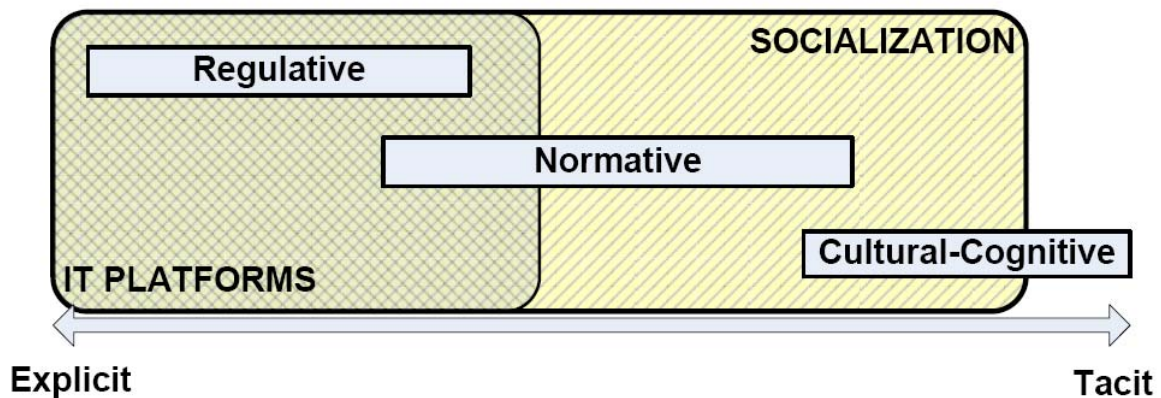 SOCIALIZATION
Regulative
Normative
Cultural-Cognitive
IT PLATFORMS
Explicit
Tacit